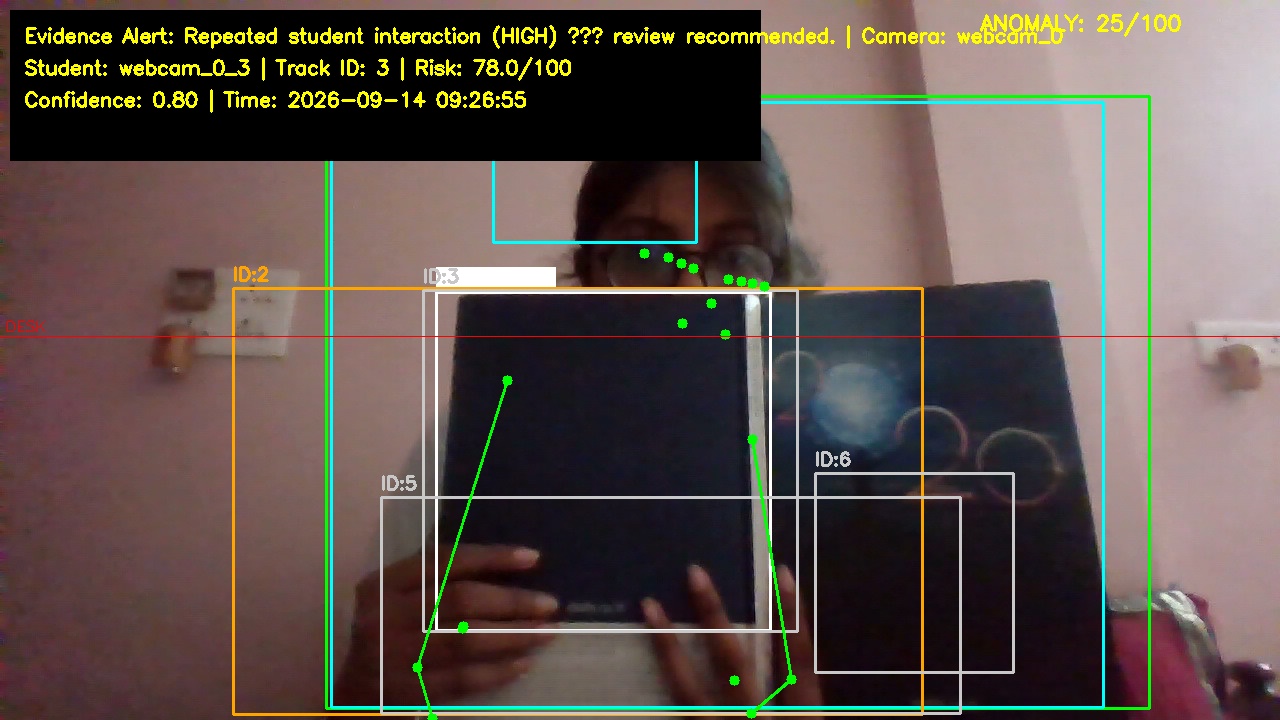 Evidence Alert: Repeated student interaction (HIGH) ??? review recommended. | Camera: webcam_0
ANOMALY: 25/100
Student: webcam_0_3 | Track ID: 3 | Risk: 78.0/100
Confidence: 0.80 | Time: 2026-09-14 09:26:55
ID:2
ID:3
DESK
ID:6
ID:5